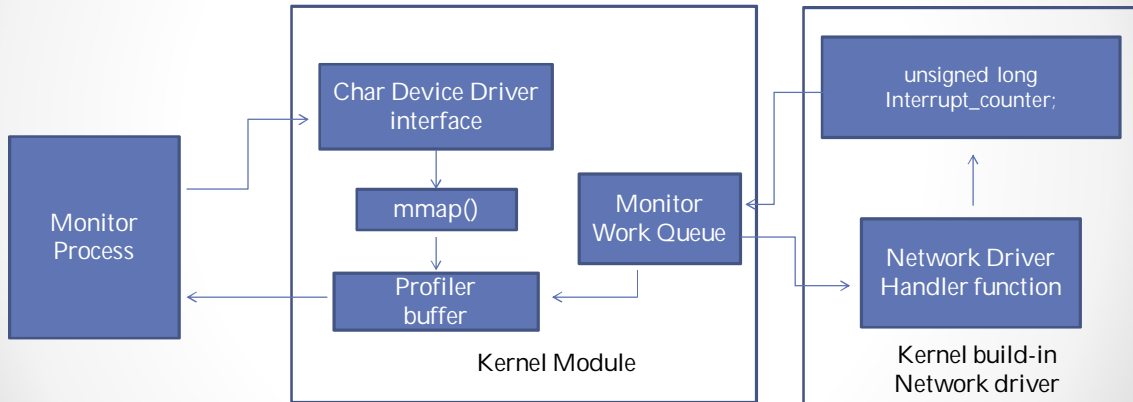 Monitor
Process
Char Device Driver
interface
mmap()
Profiler
buffer
Monitor
Work Queue
Kernel Module
unsigned long
Interrupt_counter;
Network Driver
Handler function
Kernel build-in
Network driver